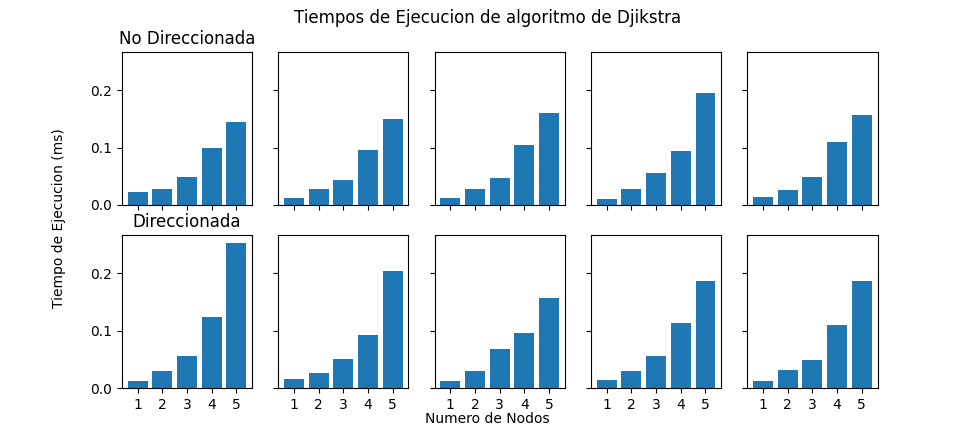 Tiempos de Ejecucion de algoritmo de Djikstra
No Direccionada
0.2
0.1
0.0
Direccionada
0.2
0.1
0.0
Tiempo de Ejecucion (ms)
1 2 3 4 5 1 2 3 4 5 1 2 3 4 5 1 2 3 4 5 1 2 3 4 5
Numero de Nodos